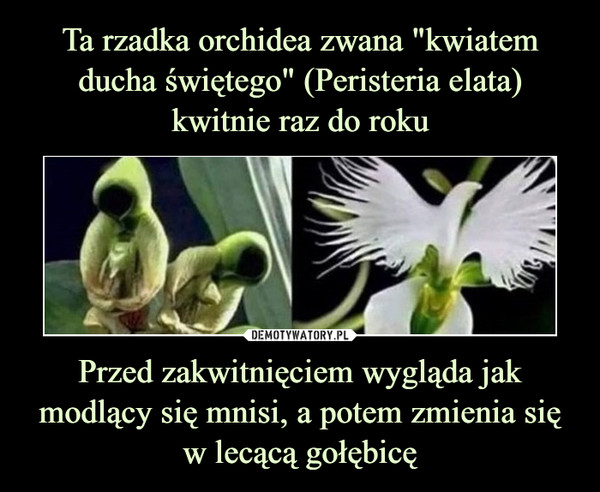 Ta rzadka orchidea zwana "kwiatem
ducha świętego" (Peristeria elata)
kwitnie raz do roku
DEMOTYWATORY.PL
Przed zakwitnięciem wygląda jak
modlący się mnisi, a potem zmienia się
w lecącą gołębicę